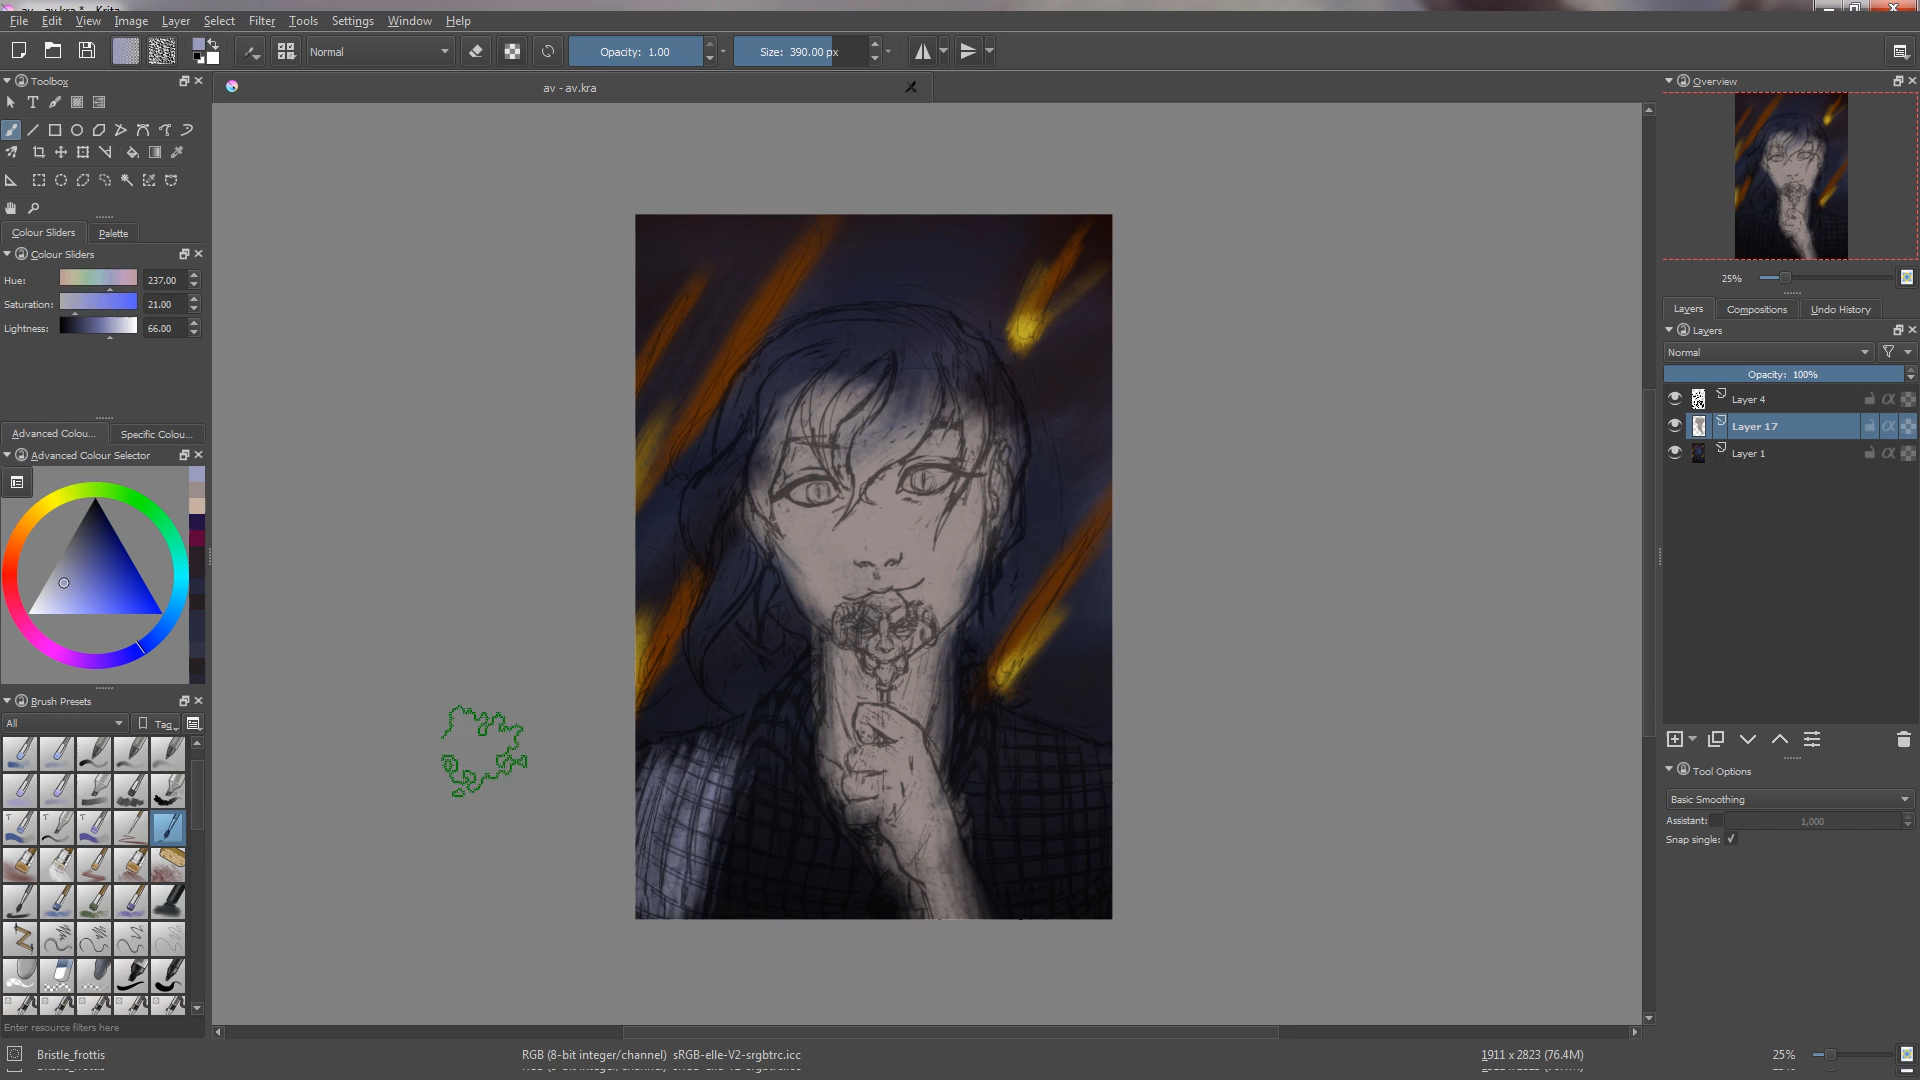 av - av.kra * - Krita
File Edit View Image Layer Select Filter Tools Settings Window Help
Normal Opacity: 1.00 Size: 390.00 px
Toolbox
av - av.kra
Overview
25%
Colour Sliders Palette
Colour Sliders
Hue: 237.00
Saturation: 21.00
Lightness: 66.00
Layers Compositions Undo History
Layers
Normal
Opacity: 100%
Layer 4
Layer 17
Layer 1
Advanced Colou... Specific Colou...
Advanced Colour Selector
Brush Presets
All Tag
Tool Options
Basic Smoothing
Assistant: 1,000
Snap single:
Enter resource filters here
Bristle_frottis RGB (8-bit integer/channel) sRGB-elle-V2-srgbtrc.icc 1911 x 2823 (76.4M) 25%